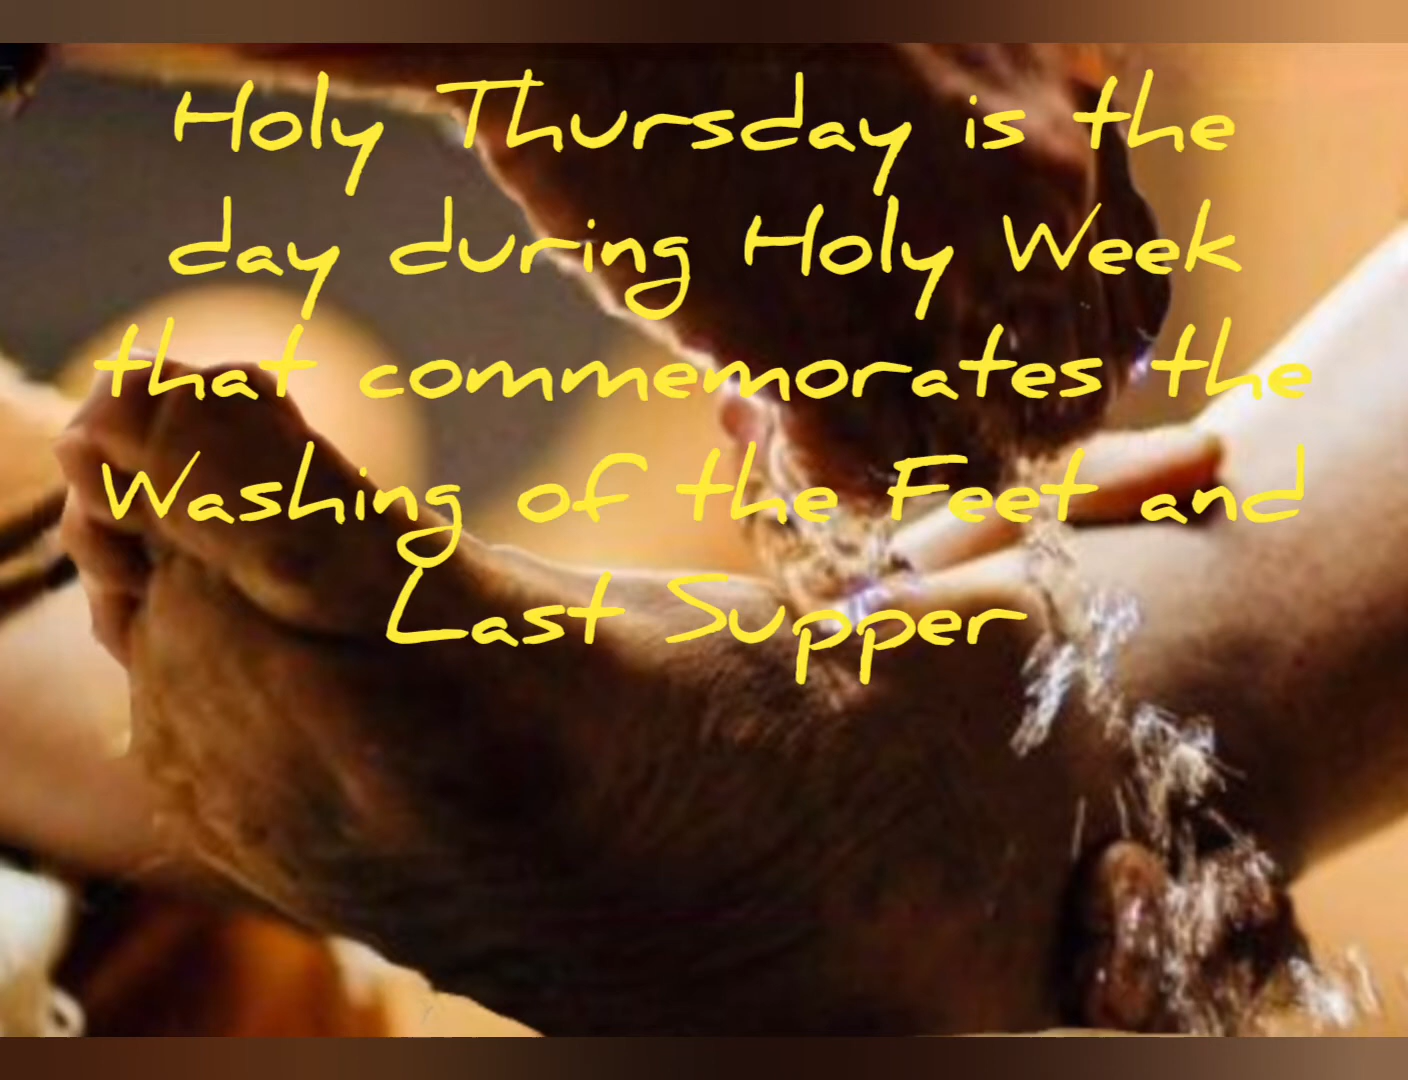 Holy Thursday is the
day during Holy Week
that commemorates the
Washing of the Feet and
Last Supper